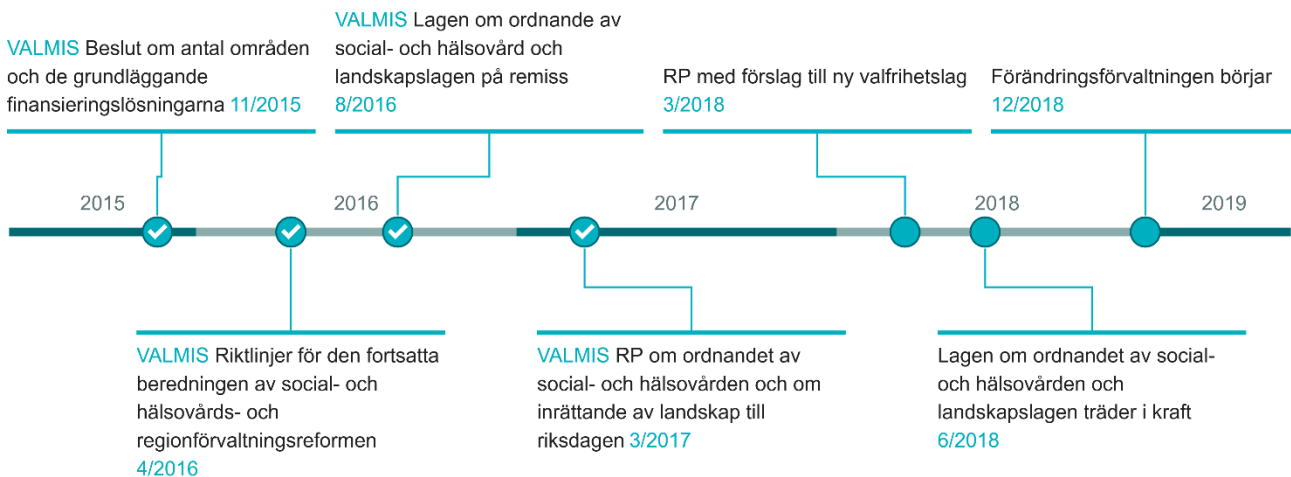 VALMIS Beslut om antal områden
och de grundläggande
finansieringslösningarna 11/2015
VALMIS Lagen om ordnande av
social- och hälsovård och
landskapslagen på remiss
8/2016
RP med förslag till ny valfrihetslag
3/2018
Förändringsförvaltningen börjar
12/2018
2015
2016
2017
2018
2019
VALMIS Riktlinjer för den fortsatta
beredningen av social- och
hälsovårds- och
regionförvaltningsreformen
4/2016
VALMIS RP om ordnandet av
social- och hälsovården och om
inrättande av landskap till
riksdagen 3/2017
Lagen om ordnandet av social-
och hälsovården och
landskapslagen träder i kraft
6/2018